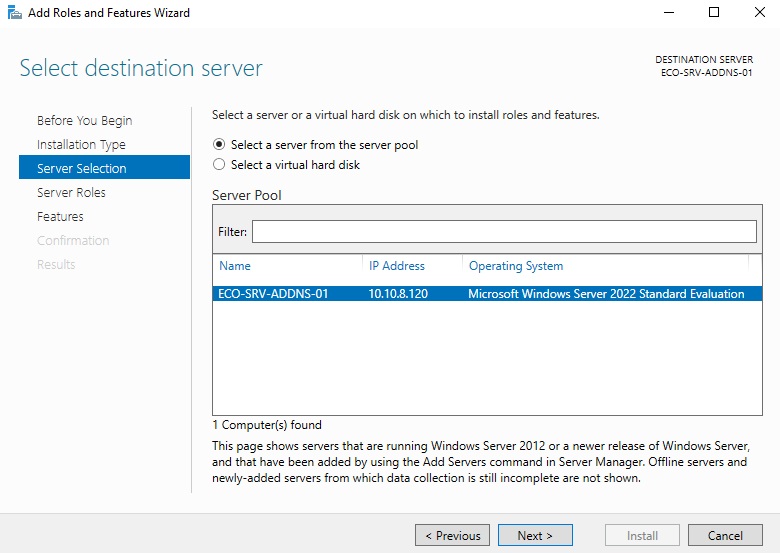 Add Roles and Features Wizard
Select destination server
DESTINATION SERVER
ECO-SRV-ADDNS-01
Before You Begin
Installation Type
Server Selection
Server Roles
Features
Confirmation
Results
Select a server or a virtual hard disk on which to install roles and features.
Select a server from the server pool
Select a virtual hard disk
Server Pool
Filter:
Name IP Address Operating System
ECO-SRV-ADDNS-01 10.10.8.120 Microsoft Windows Server 2022 Standard Evaluation
1 Computer(s) found
This page shows servers that are running Windows Server 2012 or a newer release of Windows Server,
and that have been added by using the Add Servers command in Server Manager. Offline servers and
newly-added servers from which data collection is still incomplete are not shown.
< Previous Next > Install Cancel